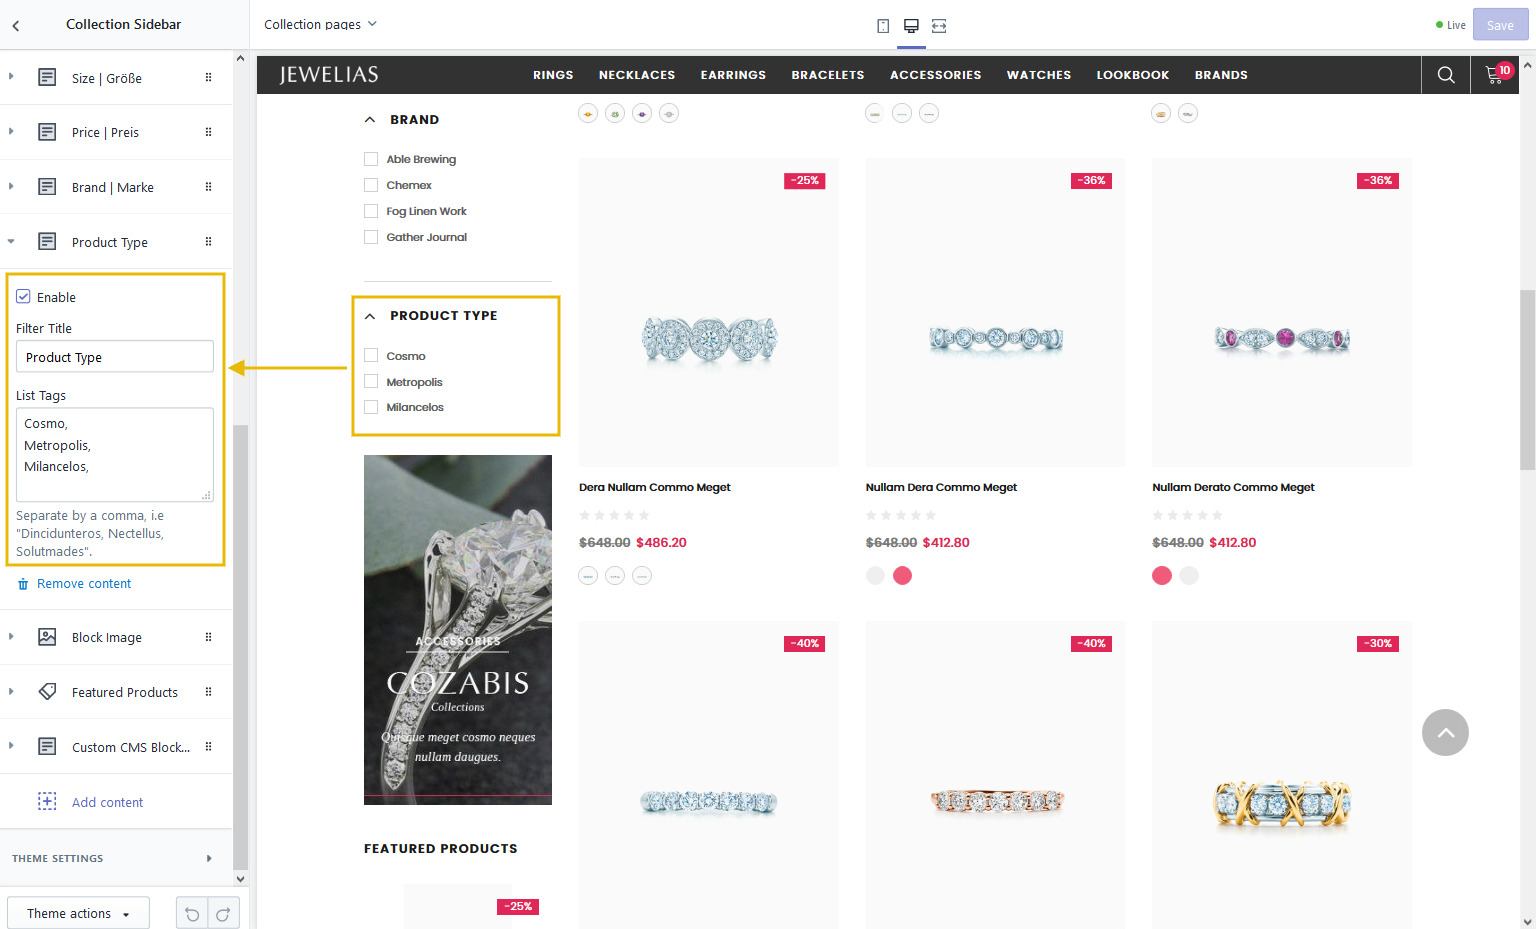 Collection Sidebar
Collection pages
Live
Save
Size | Größe
Price | Preis
Brand | Marke
Product Type
Enable
Filter Title
Product Type
List Tags
Cosmo,
Metropolis,
Milancelos,
Separate by a comma, i.e
"Dincidunteros, Nectellus,
Solutmades".
Remove content
Block Image
Featured Products
Custom CMS Block...
Add content
THEME SETTINGS
Theme actions
JEWELIAS
RINGS
NECKLACES
EARRINGS
BRACELETS
ACCESSORIES
WATCHES
LOOKBOOK
BRANDS
10
BRAND
Able Brewing
Chemex
Fog Linen Work
Gather Journal
PRODUCT TYPE
Cosmo
Metropolis
Milancelos
ACCESSORIES
COZABIS
Collections
Quisque meget cosmo neques
nullam daugues.
FEATURED PRODUCTS
-25%
-25%
Dera Nullam Commo Meget
$648.00 $486.20
-36%
Nullam Dera Commo Meget
$648.00 $412.80
-36%
Nullam Derato Commo Meget
$648.00 $412.80
-40%
-40%
-30%